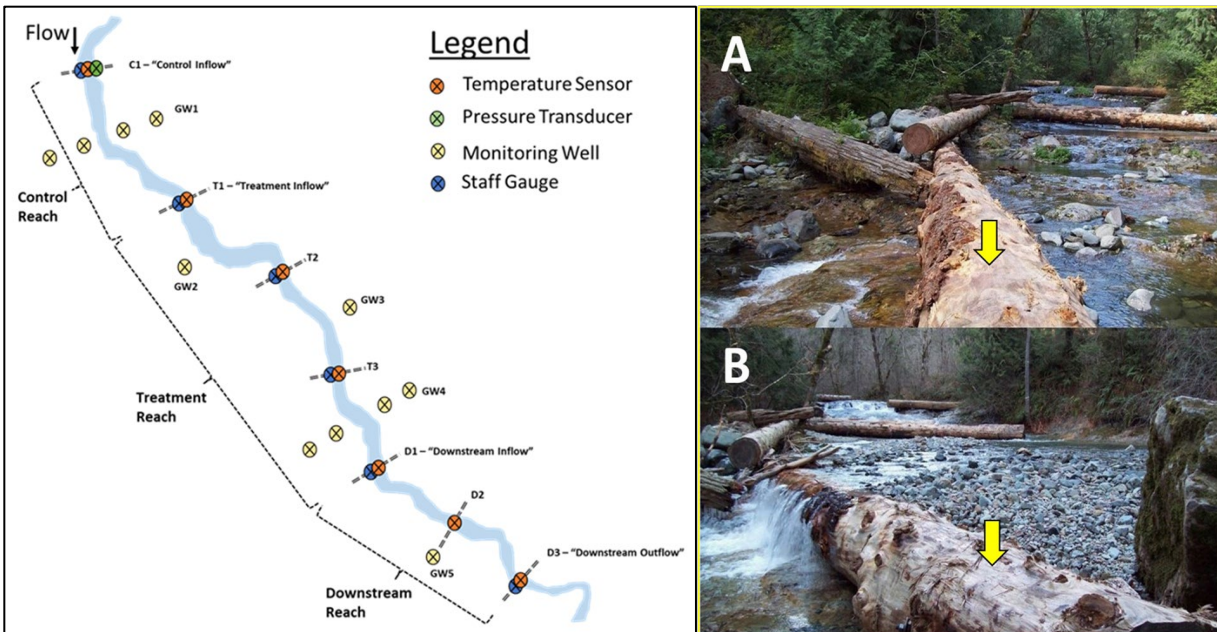 Flow
C1 – "Control Inflow"
GW1
Control
Reach
T1 – "Treatment Inflow"
GW2
T2
GW3
T3
GW4
Treatment
Reach
D1 – "Downstream Inflow"
D2
GW5
D3 – "Downstream Outflow"
Downstream
Reach
Legend
Temperature Sensor
Pressure Transducer
Monitoring Well
Staff Gauge
A
B